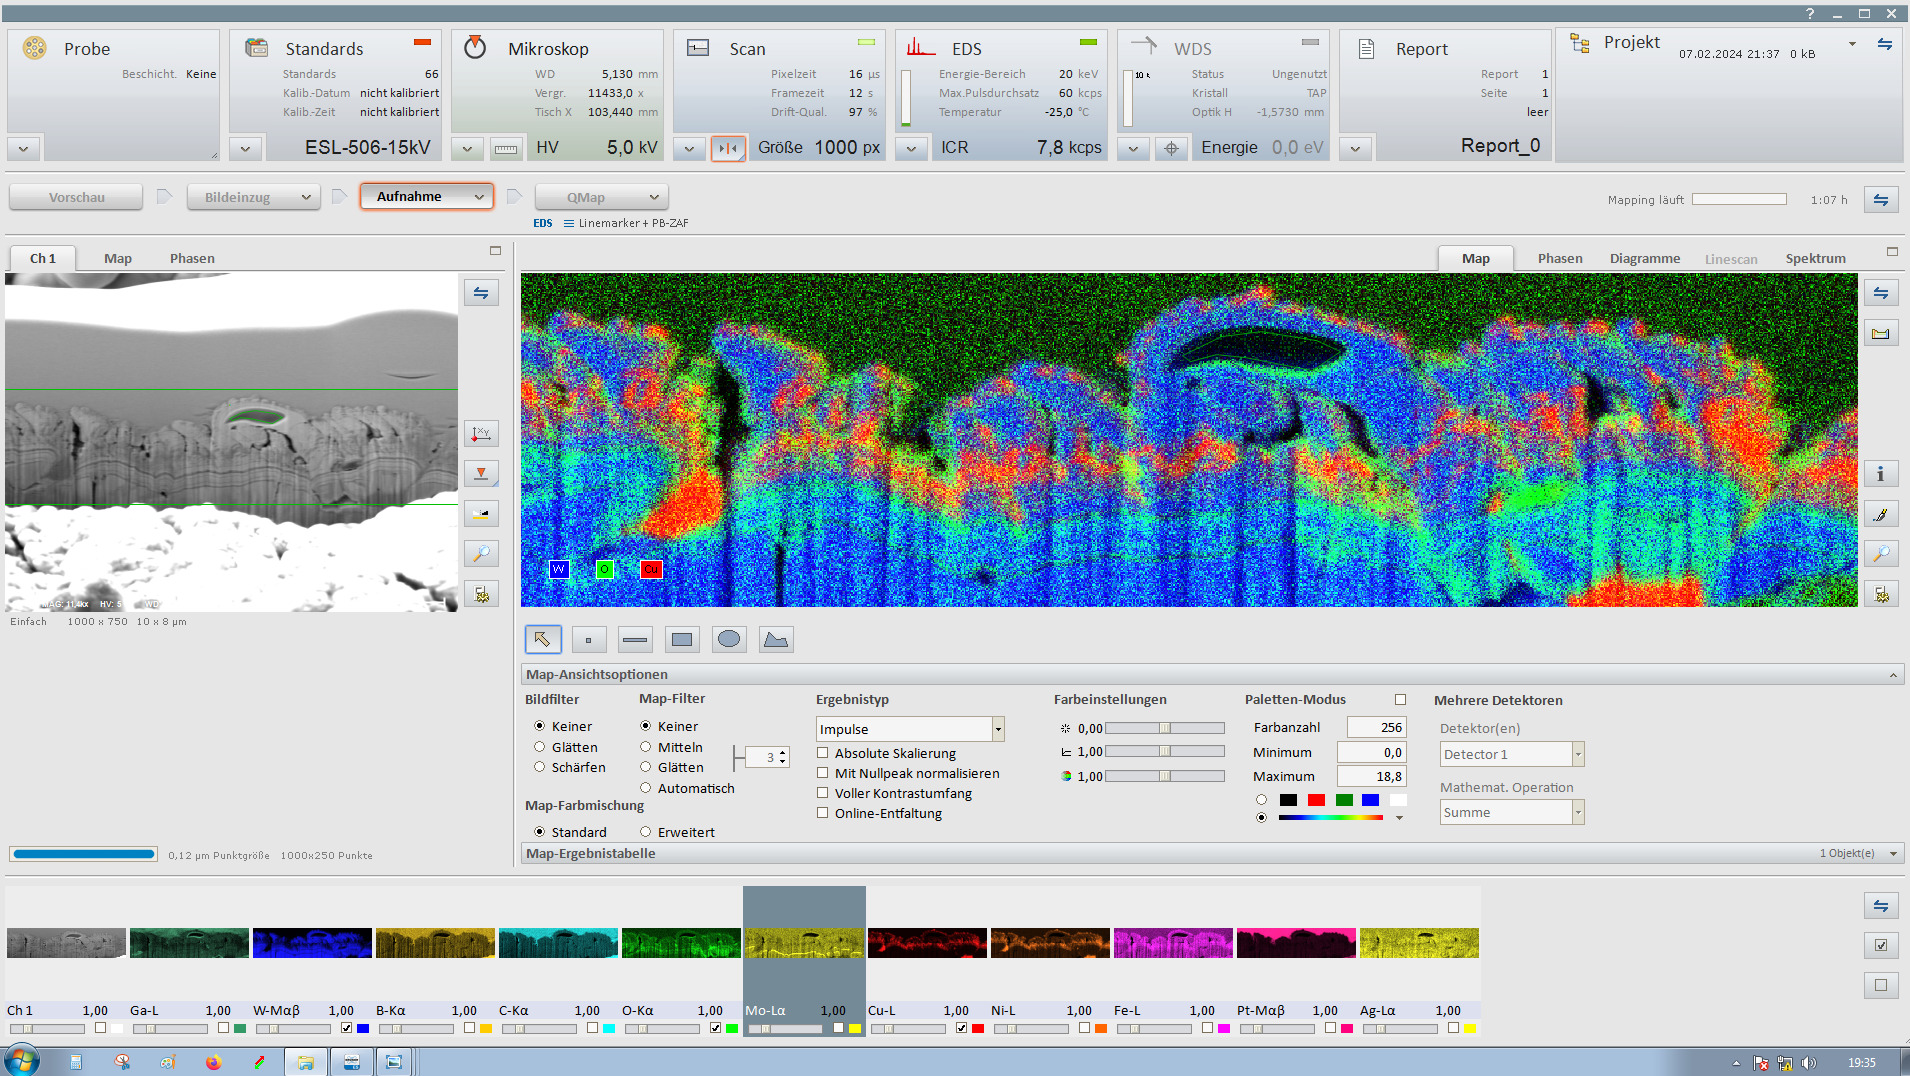 ?
Probe
Beschicht. Keine
Standards
Standards 66
Kalib.-Datum nicht kalibriert
Kalib.-Zeit nicht kalibriert
ESL-506-15kV
Mikroskop
WD 5,130 mm
Vergr. 11433,0 x
Tisch X 103,440 mm
HV 5,0 kV
Scan
Pixelzeit 16 µs
Framezeit 12 s
Drift-Qual. 97 %
Größe 1000 px
EDS
Energie-Bereich 20 keV
Max.Pulsdurchsatz 60 kcps
Temperatur -25,0 °C
ICR 7,8 kcps
WDS
10 k
Status Ungenutzt
Kristall TAP
Optik H -1,5730 mm
Energie 0,0 eV
Report
Report 1
Seite 1
leer
Report_0
Projekt
07.02.2024 21:37 0 kB
Vorschau
Bildeinzug
Aufnahme
QMap
EDS Linemarker + PB-ZAF
Mapping läuft 1:07 h
Ch 1 Map Phasen
MAG: 11,4kx HV: 5 WD
Einfach 1000 x 750 10 x 8 µm
0,12 µm Punktgröße 1000x250 Punkte
Map Phasen Diagramme Linescan Spektrum
W O Cu
Map-Ansichtsoptionen
Bildfilter
Keiner
Glätten
Schärfen
Map-Filter
Keiner
Mitteln
Glätten
Automatisch
3
Map-Farbmischung
Standard Erweitert
Ergebnistyp
Impulse
Absolute Skalierung
Mit Nullpeak normalisieren
Voller Kontrastumfang
Online-Entfaltung
Farbeinstellungen
0,00
1,00
1,00
Paletten-Modus
Farbanzahl 256
Minimum 0,0
Maximum 18,8
Mehrere Detektoren
Detektor(en)
Detector 1
Mathemat. Operation
Summe
Map-Ergebnistabelle 1 Objekt(e)
Ch 1 1,00
Ga-L 1,00
W-Mαβ 1,00
B-Kα 1,00
C-Kα 1,00
O-Kα 1,00
Mo-Lα 1,00
Cu-L 1,00
Ni-L 1,00
Fe-L 1,00
Pt-Mαβ 1,00
Ag-Lα 1,00
19:35